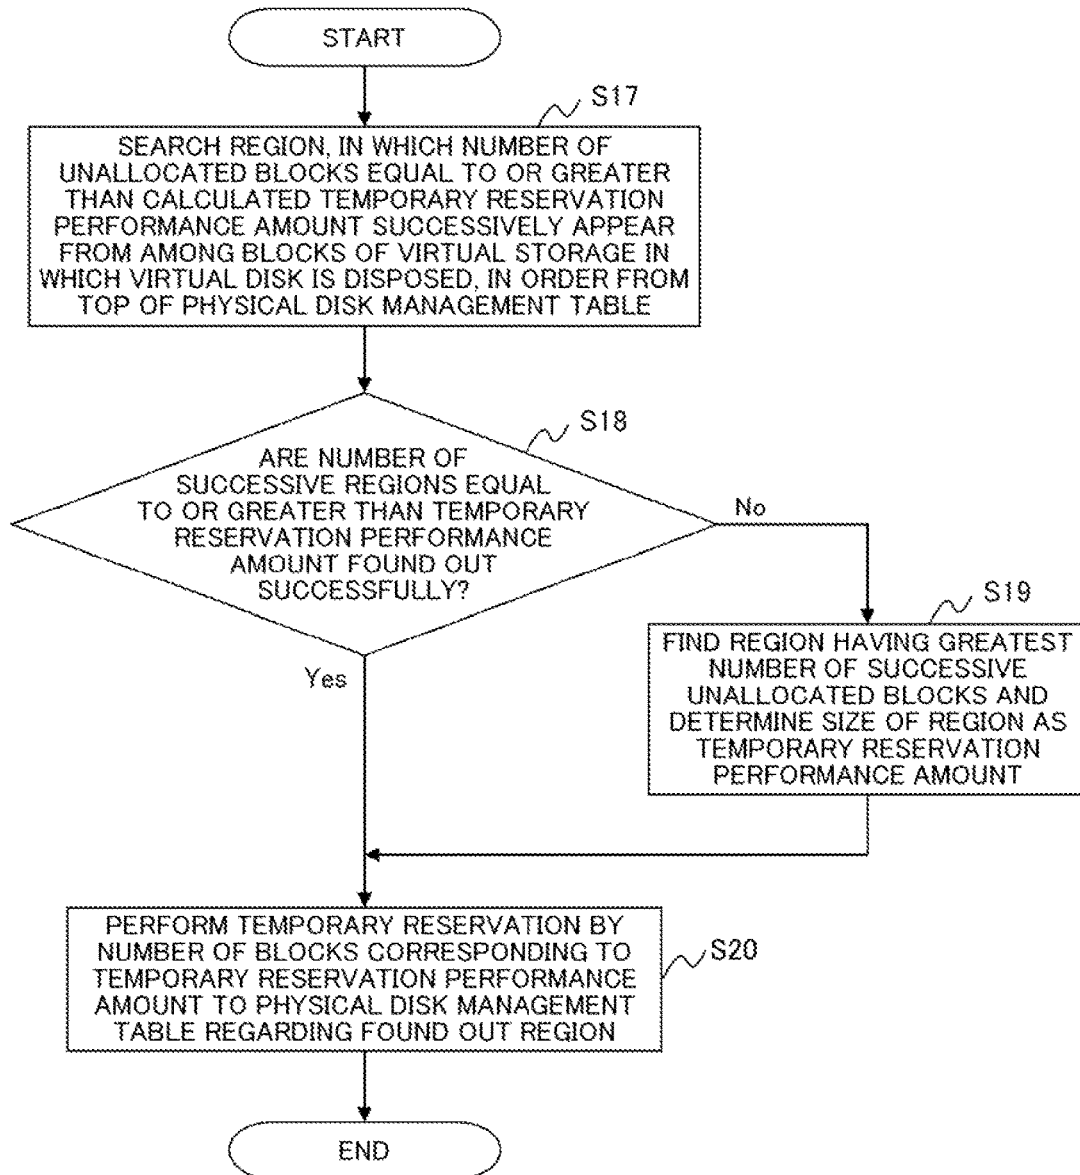 START
S17
SEARCH REGION, IN WHICH NUMBER OF
UNALLOCATED BLOCKS EQUAL TO OR GREATER
THAN CALCULATED TEMPORARY RESERVATION
PERFORMANCE AMOUNT SUCCESSIVELY APPEAR
FROM AMONG BLOCKS OF VIRTUAL STORAGE IN
WHICH VIRTUAL DISK IS DISPOSED, IN ORDER FROM
TOP OF PHYSICAL DISK MANAGEMENT TABLE
S18
ARE NUMBER OF
SUCCESSIVE REGIONS EQUAL
TO OR GREATER THAN TEMPORARY
RESERVATION PERFORMANCE
AMOUNT FOUND OUT
SUCCESSFULLY?
No
Yes
S19
FIND REGION HAVING GREATEST
NUMBER OF SUCCESSIVE
UNALLOCATED BLOCKS AND
DETERMINE SIZE OF REGION AS
TEMPORARY RESERVATION
PERFORMANCE AMOUNT
S20
PERFORM TEMPORARY RESERVATION BY
NUMBER OF BLOCKS CORRESPONDING TO
TEMPORARY RESERVATION PERFORMANCE
AMOUNT TO PHYSICAL DISK MANAGEMENT
TABLE REGARDING FOUND OUT REGION
END